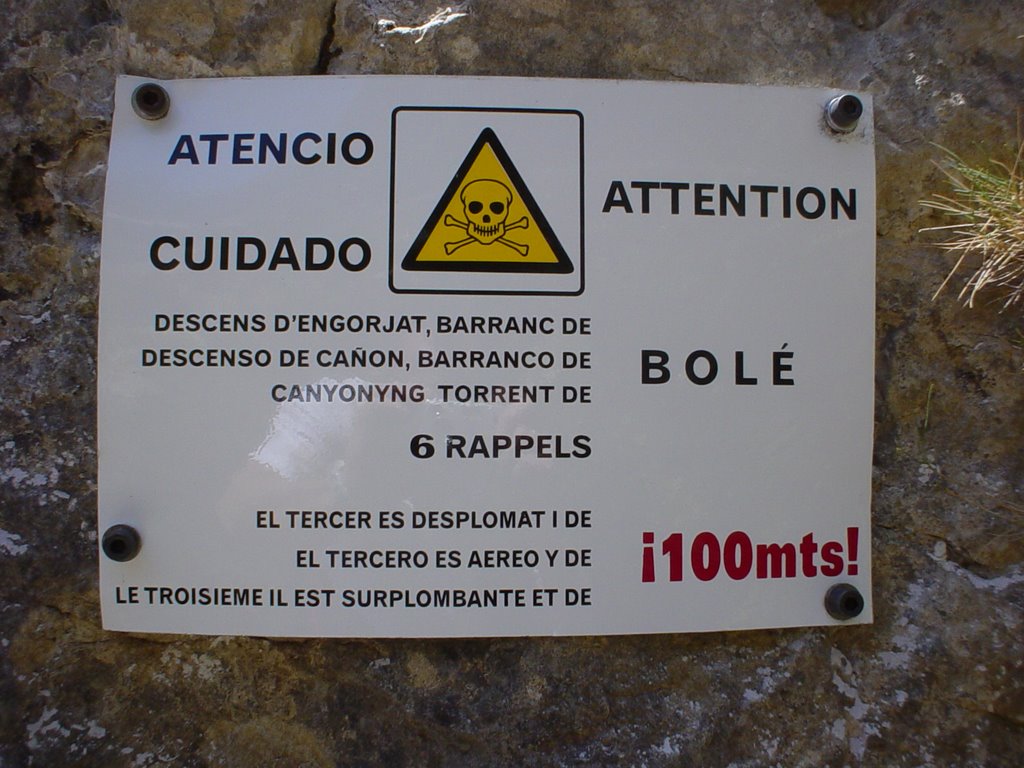 ATENCIO
ATTENTION
CUIDADO
DESCENS D'ENGORJAT, BARRANC DE
DESCENSO DE CAÑON, BARRANCO DE
CANYONYNG TORRENT DE
BOLÉ
6 RAPPELS
EL TERCER ES DESPLOMAT I DE
EL TERCERO ES AEREO Y DE
LE TROISIEME IL EST SURPLOMBANTE ET DE
¡100mts!